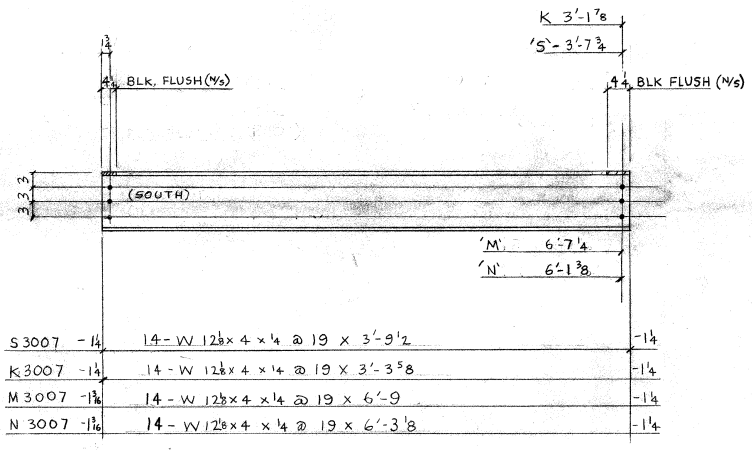 K 3'-1 7/8
'S' - 3'-7 3/4
1 3/4
4 1/4 BLK, FLUSH (N/S)
4 1/4 BLK FLUSH (N/S)
3
3
3
(SOUTH)
'M' 6'-7 1/4
'N' 6'-1 3/8
S3007 -1 1/4 14-W 12 1/8 x 4 x 1/4 @ 19 x 3'-9 1/2 -1 1/4
K3007 -1 1/4 14-W 12 1/8 x 4 x 1/4 @ 19 x 3'-3 5/8 -1 1/4
M3007 -1 3/16 14-W 12 1/8 x 4 x 1/4 @ 19 x 6'-9 -1 1/4
N 3007 -1 3/16 14-W 12 1/8 x 4 x 1/4 @ 19 x 6'-3 1/8 -1 1/4